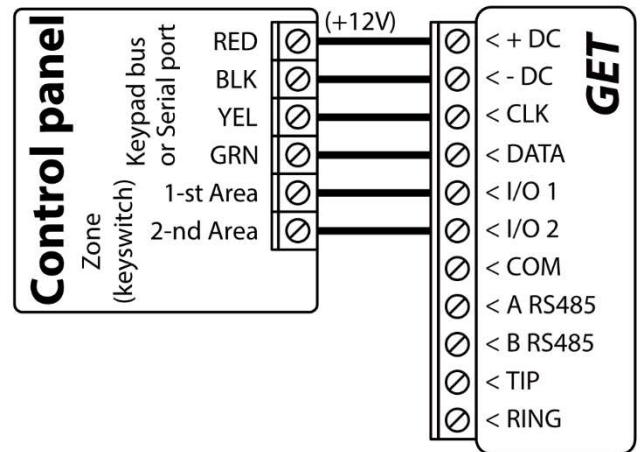 Control panel
Keypad bus
or Serial port
Zone
(keyswitch)
RED
BLK
YEL
GRN
1-st Area
2-nd Area
(+12V)
GET
< + DC
< - DC
< CLK
< DATA
< I/O 1
< I/O 2
< COM
< A RS485
< B RS485
< TIP
< RING